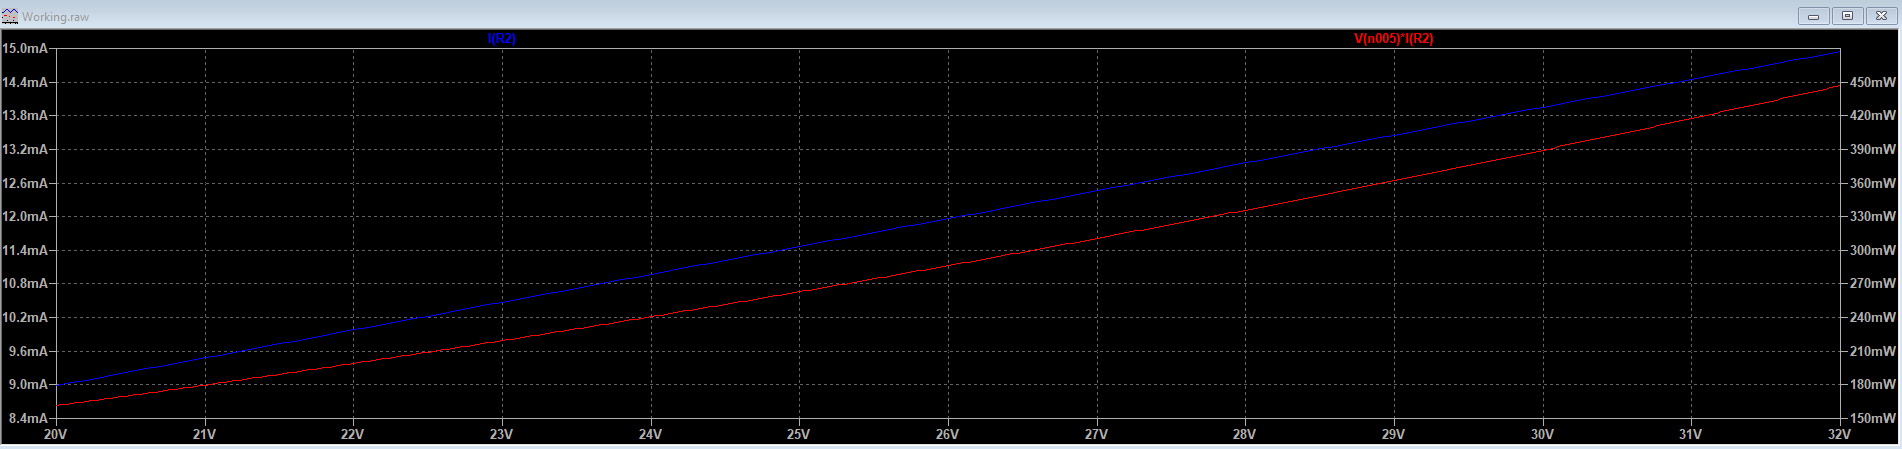 Working.raw
I(R2) V(n005)*I(R2)
15.0mA
14.4mA 450mW
13.8mA 420mW
13.2mA 390mW
12.6mA 360mW
12.0mA 330mW
11.4mA 300mW
10.8mA 270mW
10.2mA 240mW
9.6mA 210mW
9.0mA 180mW
8.4mA 150mW
20V 21V 22V 23V 24V 25V 26V 27V 28V 29V 30V 31V 32V